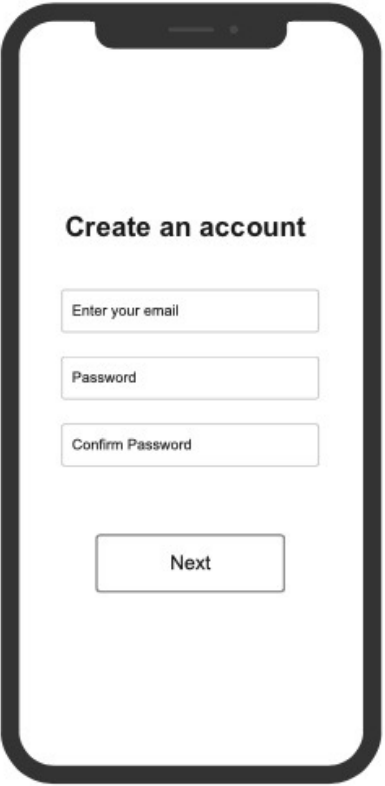 Create an account
Enter your email
Password
Confirm Password
Next